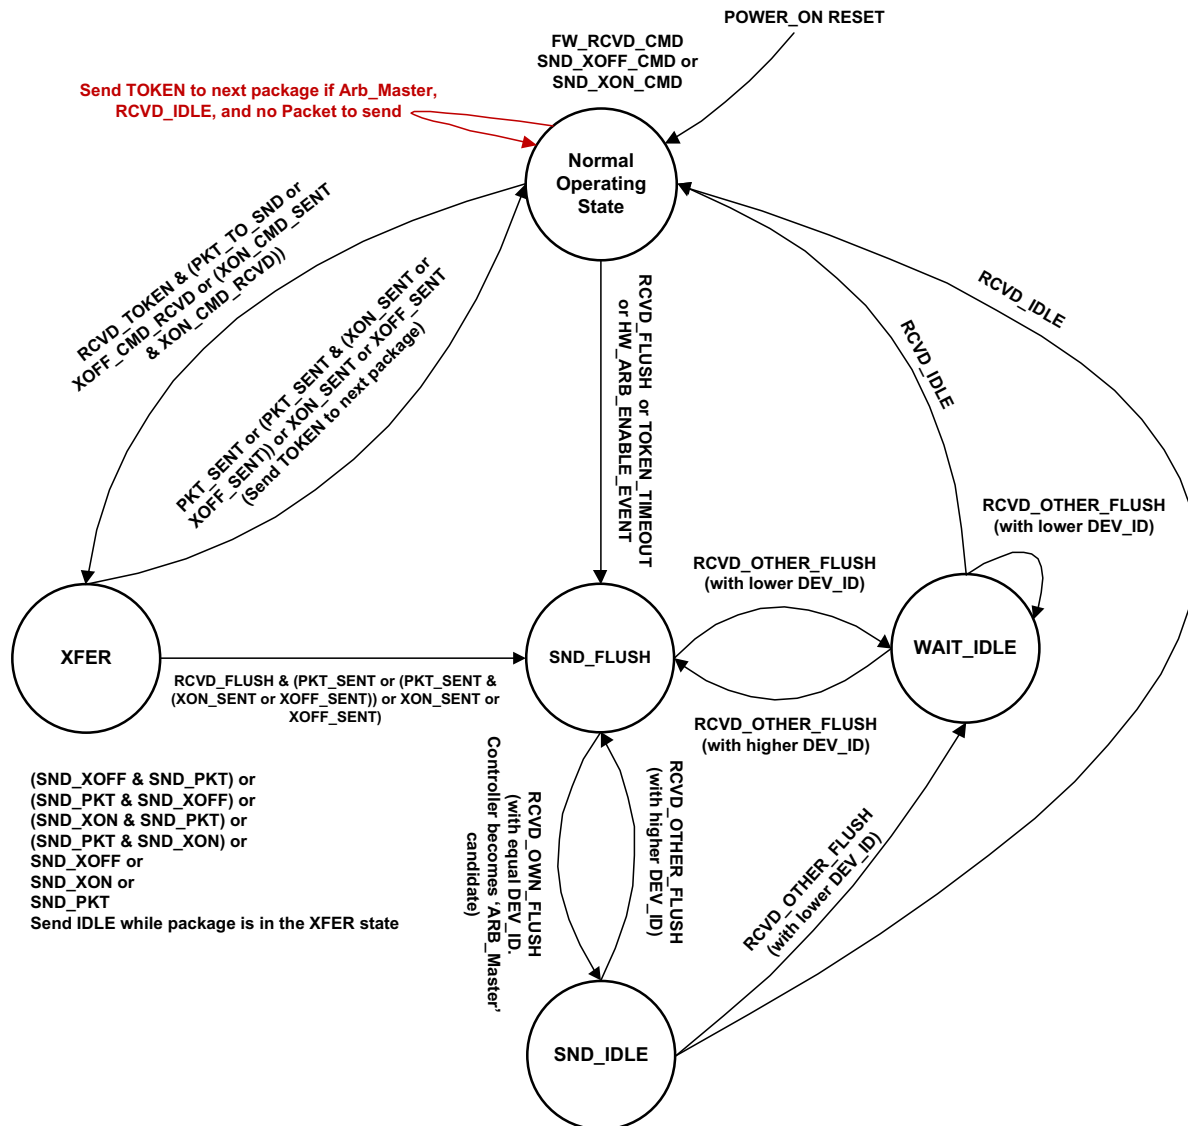 POWER_ON RESET
FW_RCVD_CMD
SND_XOFF_CMD or
SND_XON_CMD
Send TOKEN to next package if Arb_Master,
RCVD_IDLE, and no Packet to send
Normal
Operating
State
RCVD_TOKEN & (PKT_TO_SND or
XOFF_CMD_RCVD or (XON_CMD_SENT
& XON_CMD_RCVD))
PKT_SENT or (PKT_SENT & (XON_SENT or
XOFF_SENT)) or XON_SENT or XOFF_SENT
(Send TOKEN to next package)
RCVD_FLUSH or TOKEN_TIMEOUT
or HW_ARB_ENABLE_EVENT
RCVD_IDLE
RCVD_IDLE
RCVD_OTHER_FLUSH
(with lower DEV_ID)
RCVD_OTHER_FLUSH
(with lower DEV_ID)
XFER
SND_FLUSH
WAIT_IDLE
RCVD_FLUSH & (PKT_SENT or (PKT_SENT &
(XON_SENT or XOFF_SENT)) or XON_SENT or
XOFF_SENT)
RCVD_OTHER_FLUSH
(with higher DEV_ID)
(SND_XOFF & SND_PKT) or
(SND_PKT & SND_XOFF) or
(SND_XON & SND_PKT) or
(SND_PKT & SND_XON) or
SND_XOFF or
SND_XON or
SND_PKT
Send IDLE while package is in the XFER state
RCVD_OWN_FLUSH
(with equal DEV_ID.
Controller becomes ‘ARB_Master’
candidate)
RCVD_OTHER_FLUSH
(with higher DEV_ID)
RCVD_OTHER_FLUSH
(with lower DEV_ID)
SND_IDLE